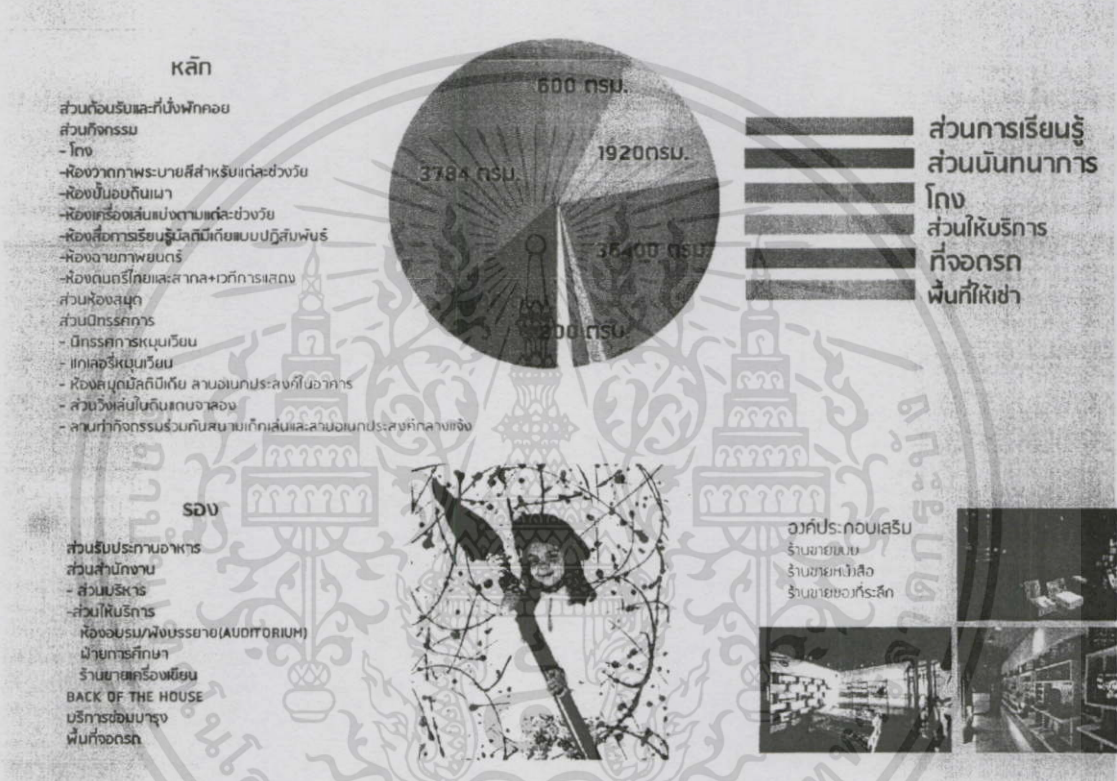 หลัก
ส่วนต้อนรับและที่นั่งพักคอย
ส่วนกิจกรรม
- โถง
-ห้องวาดภาพระบายสีสำหรับแต่ละช่วงวัย
-ห้องปั้นอบดินเผา
-ห้องเครื่องเล่นแบ่งตามแต่ละช่วงวัย
-ห้องสื่อการเรียนรู้มัลติมีเดียแบบปฏิสัมพันธ์
-ห้องฉายภาพยนตร์
-ห้องดนตรีไทยและสากล+เวทีการแสดง
ส่วนห้องสมุด
ส่วนนิทรรศการ
- นิทรรศการหมุนเวียน
- แกเลอรี่หมุนเวียน
- ห้องสมุดมัลติมีเดีย ลานอเนกประสงค์ในอาคาร
- ส่วนวิ่งเล่นในดินแดนจำลอง
- ลานทำกิจกรรมร่วมกันสนามเด็กเล่นและลานอเนกประสงค์กลางแจ้ง
600 ตรม.
1920ตรม.
3784 ตรม.
36400 ตรม
200 ตรม.
ส่วนการเรียนรู้
ส่วนนันทนาการ
โถง
ส่วนให้บริการ
ที่จอดรถ
พื้นที่ให้เช่า
รอง
ส่วนรับประทานอาหาร
ส่วนสำนักงาน
- ส่วนบริหาร
-ส่วนให้บริการ
ห้องอบรม/ฟังบรรยาย(AUDITORIUM)
ฝ่ายการศึกษา
ร้านขายเครื่องเขียน
BACK OF THE HOUSE
บริการซ่อมบำรุง
พื้นที่จอดรถ
องค์ประกอบเสริม
ร้านขายขนม
ร้านขายหนังสือ
ร้านขายของที่ระลึก